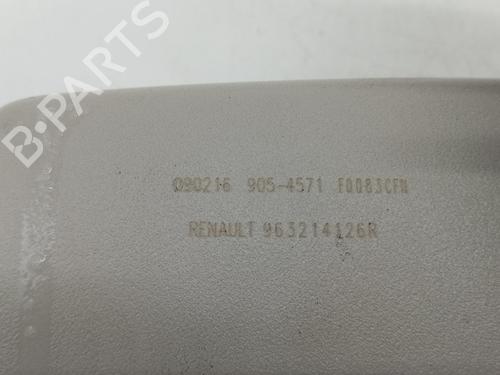 B-PARTS
090216 905-4571 F0083CFN
RENAULT 963214126R